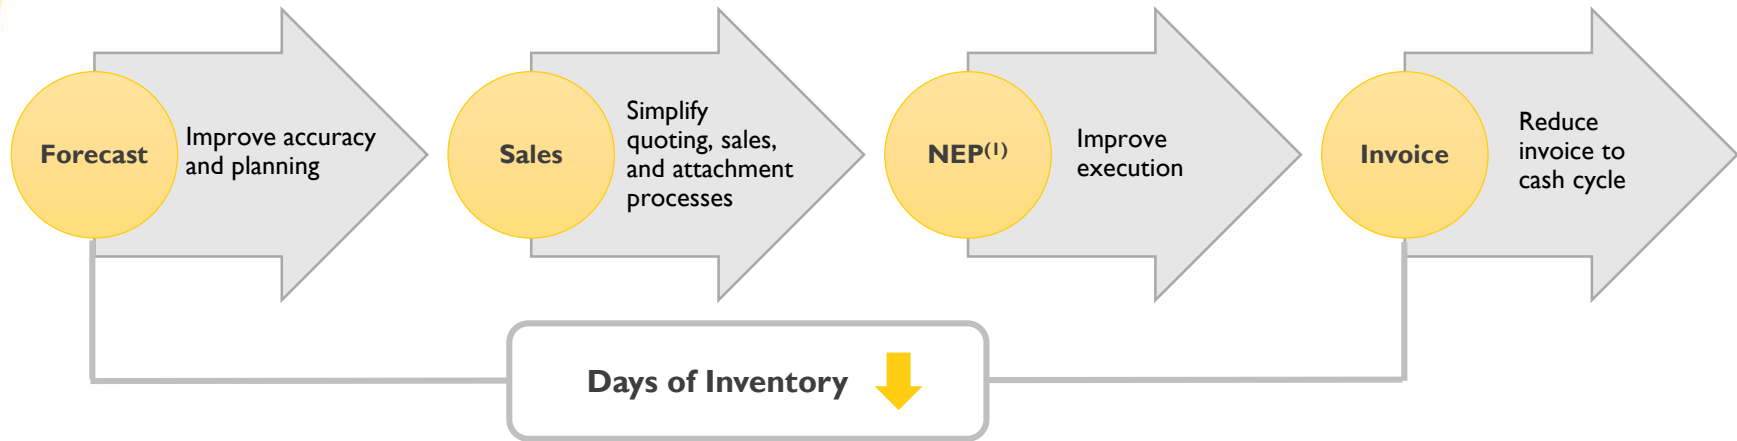 Forecast
Improve accuracy
and planning
Sales
Simplify
quoting, sales,
and attachment
processes
NEP(1)
Improve
execution
Invoice
Reduce
invoice to
cash cycle
Days of Inventory